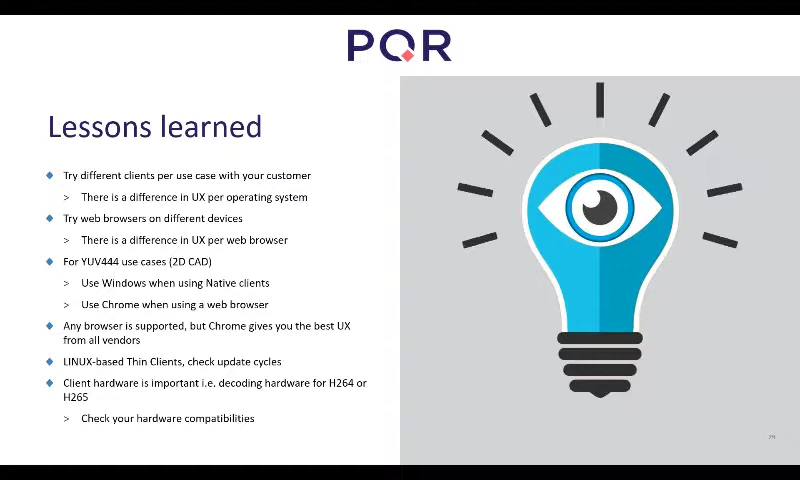 PQR
Lessons learned
Try different clients per use case with your customer
> There is a difference in UX per operating system
Try web browsers on different devices
> There is a difference in UX per web browser
For YUV444 use cases (2D CAD)
> Use Windows when using Native clients
> Use Chrome when using a web browser
Any browser is supported, but Chrome gives you the best UX
from all vendors
LINUX-based Thin Clients, check update cycles
Client hardware is important i.e. decoding hardware for H264 or
H265
> Check your hardware compatibilities